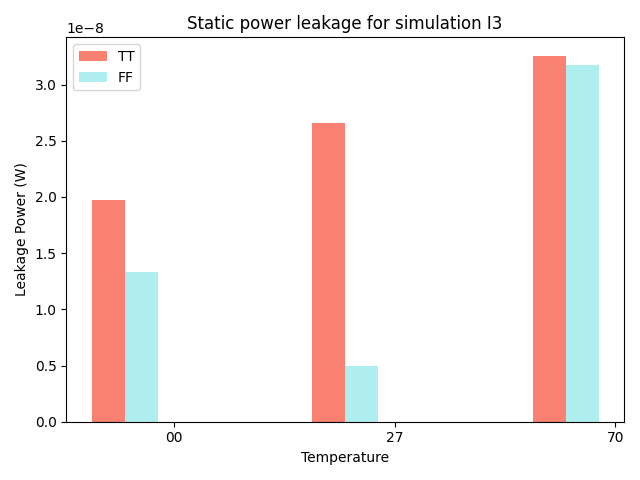 Static power leakage for simulation I3
1e−8
TT
FF
3.0
2.5
2.0
1.5
1.0
0.5
0.0
Leakage Power (W)
00 27 70
Temperature